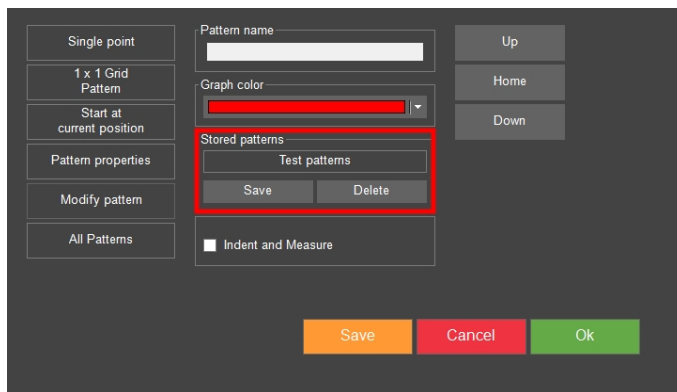 Single point
1 x 1 Grid
Pattern
Start at
current position
Pattern properties
Modify pattern
All Patterns
Pattern name
Graph color
Stored patterns
Test patterns
Save Delete
Indent and Measure
Up
Home
Down
Save Cancel Ok